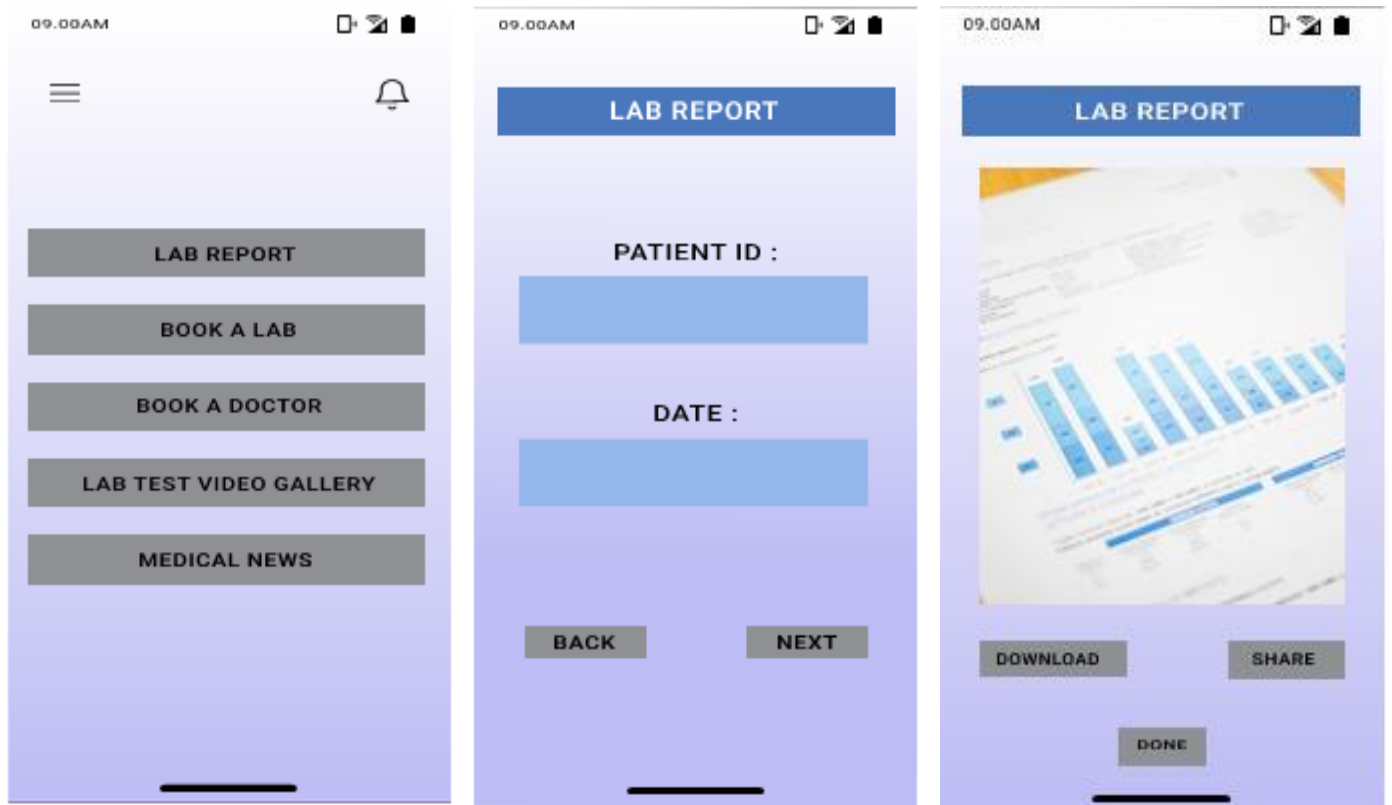 09.00AM
LAB REPORT
BOOK A LAB
BOOK A DOCTOR
LAB TEST VIDEO GALLERY
MEDICAL NEWS
09.00AM
LAB REPORT
PATIENT ID :
DATE :
BACK
NEXT
09.00AM
LAB REPORT
DOWNLOAD
SHARE
DONE